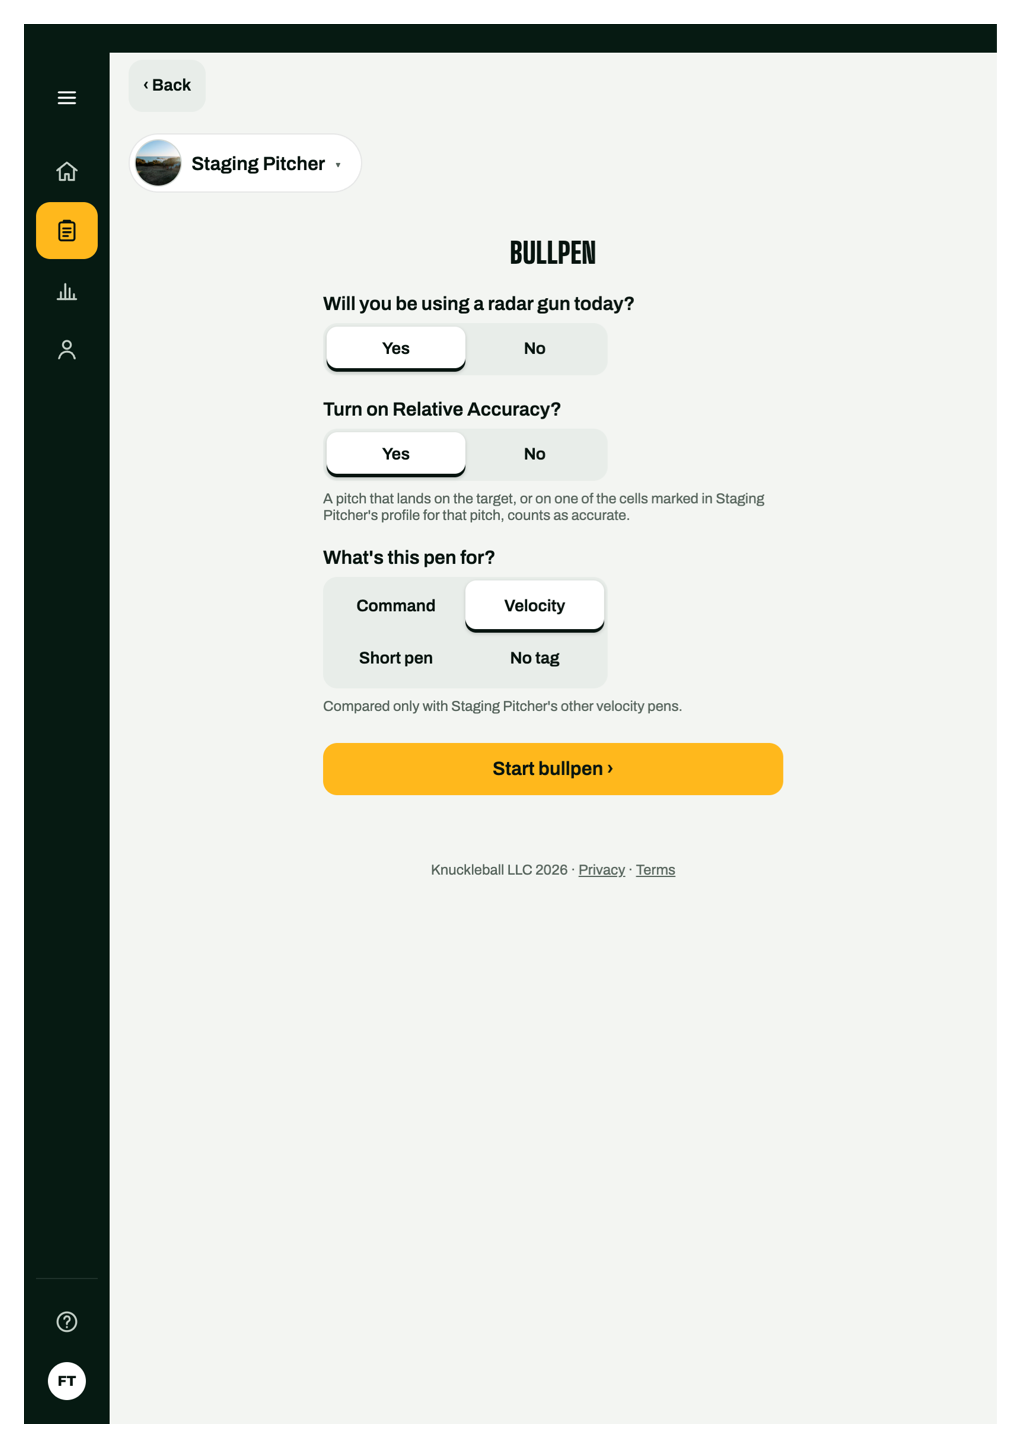 ‹ Back
Staging Pitcher ▾
BULLPEN
Will you be using a radar gun today?
Yes No
Turn on Relative Accuracy?
Yes No
A pitch that lands on the target, or on one of the cells marked in Staging
Pitcher's profile for that pitch, counts as accurate.
What's this pen for?
Command Velocity
Short pen No tag
Compared only with Staging Pitcher's other velocity pens.
Start bullpen ›
Knuckleball LLC 2026 · Privacy · Terms
FT